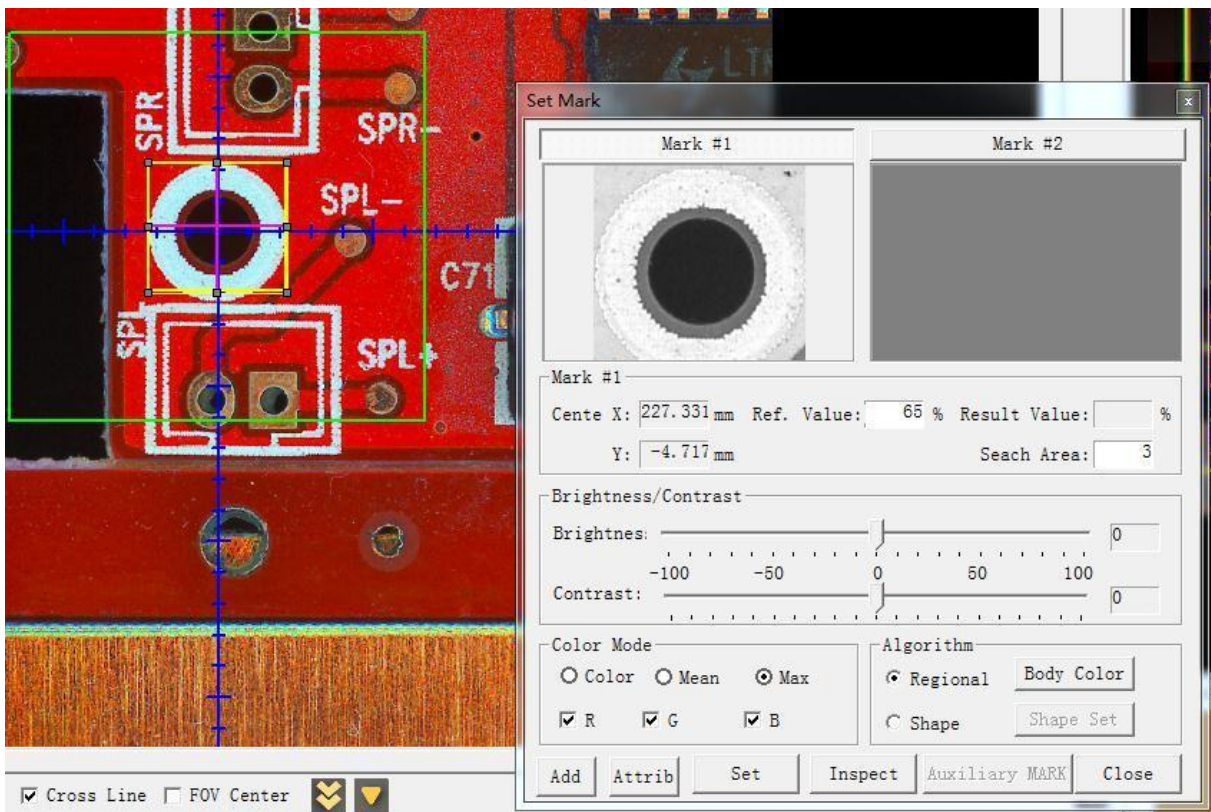 SPR
SPR-
SPL-
C71
SPL
SPL+
LTK
Set Mark
x
Mark #1
Mark #2
Mark #1
Cente X: 227.331 mm Ref. Value: 65 % Result Value: %
Y: -4.717 mm Seach Area: 3
Brightness/Contrast
Brightnes: 0
-100 -50 0 50 100
Contrast: 0
Color Mode
Color Mean Max
R G B
Algorithm
Regional Body Color
Shape Shape Set
Add Attrib Set Inspect Auxiliary MARK Close
Cross Line FOV Center